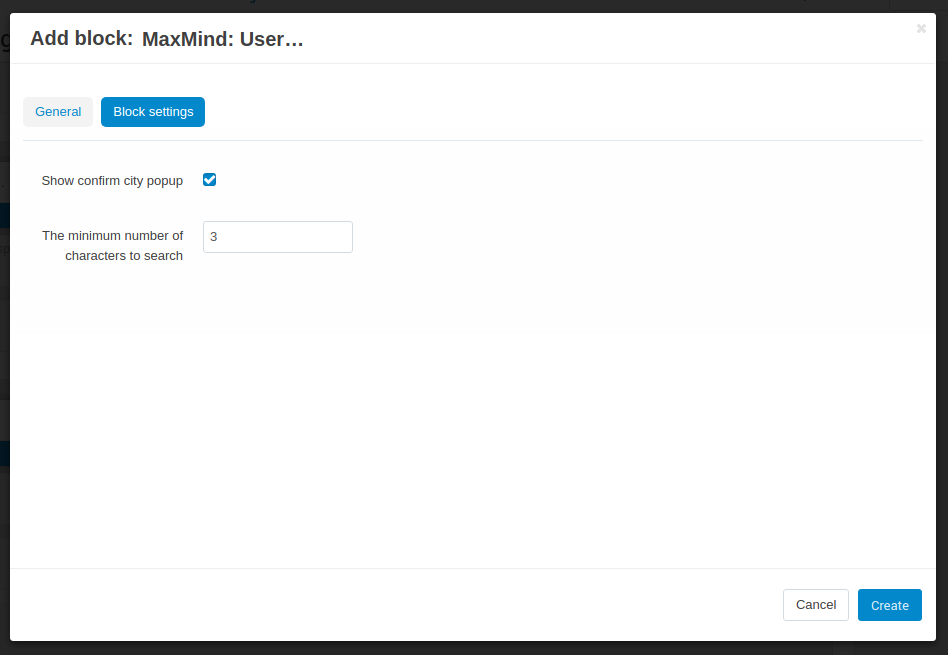 Add block: MaxMind: User…
General
Block settings
Show confirm city popup
The minimum number of
characters to search
3
Cancel
Create